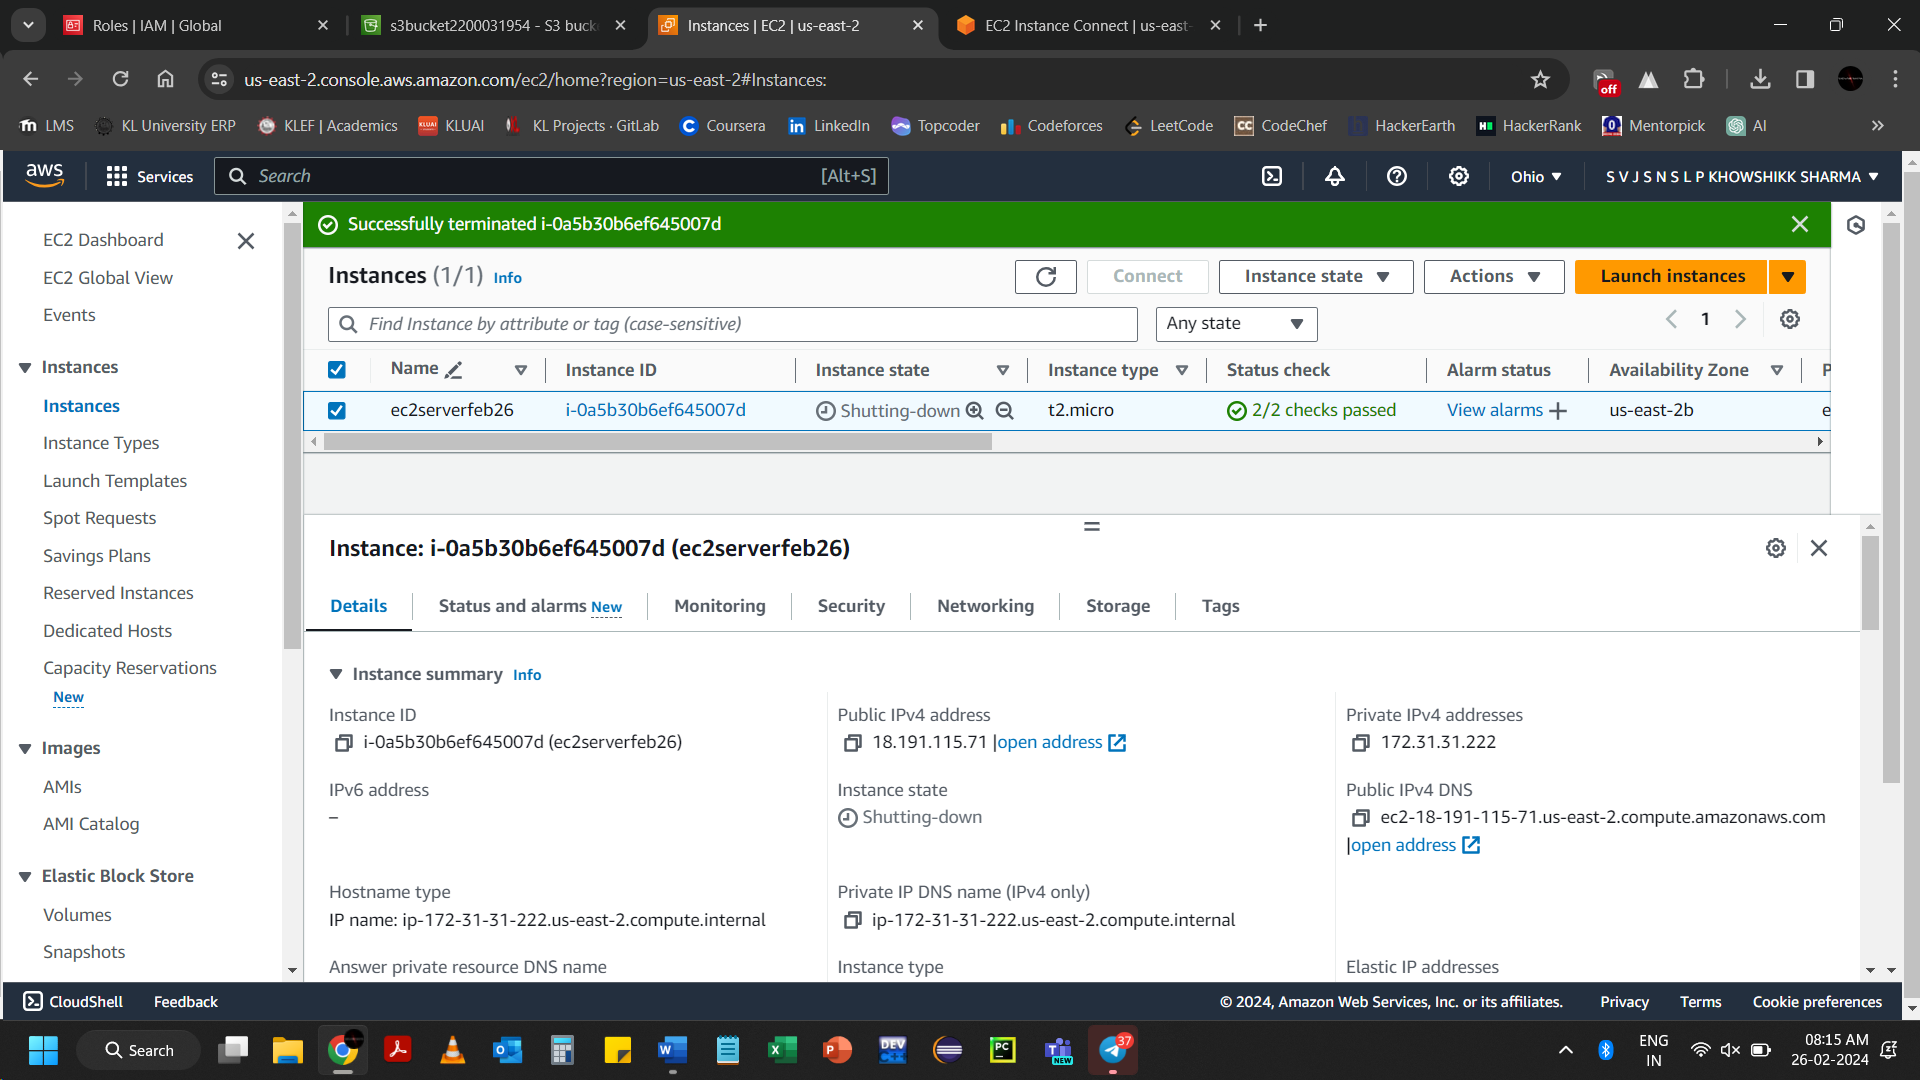 Roles | IAM | Global
s3bucket2200031954 - S3 buck
Instances | EC2 | us-east-2
EC2 Instance Connect | us-east-
us-east-2.console.aws.amazon.com/ec2/home?region=us-east-2#Instances:
off
LMS
KL University ERP
KLEF | Academics
KLUAI
KL Projects · GitLab
Coursera
LinkedIn
Topcoder
Codeforces
LeetCode
CodeChef
HackerEarth
HackerRank
Mentorpick
AI
aws
Services
Search
[Alt+S]
Ohio
S V J S N S L P KHOWSHIKK SHARMA
EC2 Dashboard
EC2 Global View
Events
Instances
Instances
Instance Types
Launch Templates
Spot Requests
Savings Plans
Reserved Instances
Dedicated Hosts
Capacity Reservations
New
Images
AMIs
AMI Catalog
Elastic Block Store
Volumes
Snapshots
Successfully terminated i-0a5b30b6ef645007d
Instances (1/1) Info
Connect
Instance state
Actions
Launch instances
Find Instance by attribute or tag (case-sensitive)
Any state
1
Name
Instance ID
Instance state
Instance type
Status check
Alarm status
Availability Zone
P
ec2serverfeb26
i-0a5b30b6ef645007d
Shutting-down
t2.micro
2/2 checks passed
View alarms
us-east-2b
e
Instance: i-0a5b30b6ef645007d (ec2serverfeb26)
Details
Status and alarms New
Monitoring
Security
Networking
Storage
Tags
Instance summary Info
Instance ID
i-0a5b30b6ef645007d (ec2serverfeb26)
Public IPv4 address
18.191.115.71 |open address
Private IPv4 addresses
172.31.31.222
IPv6 address
–
Instance state
Shutting-down
Public IPv4 DNS
ec2-18-191-115-71.us-east-2.compute.amazonaws.com
|open address
Hostname type
IP name: ip-172-31-31-222.us-east-2.compute.internal
Private IP DNS name (IPv4 only)
ip-172-31-31-222.us-east-2.compute.internal
Answer private resource DNS name
Instance type
Elastic IP addresses
CloudShell
Feedback
© 2024, Amazon Web Services, Inc. or its affiliates.
Privacy
Terms
Cookie preferences
Search
DEV
PC
NEW
37
ENG
IN
08:15 AM
26-02-2024